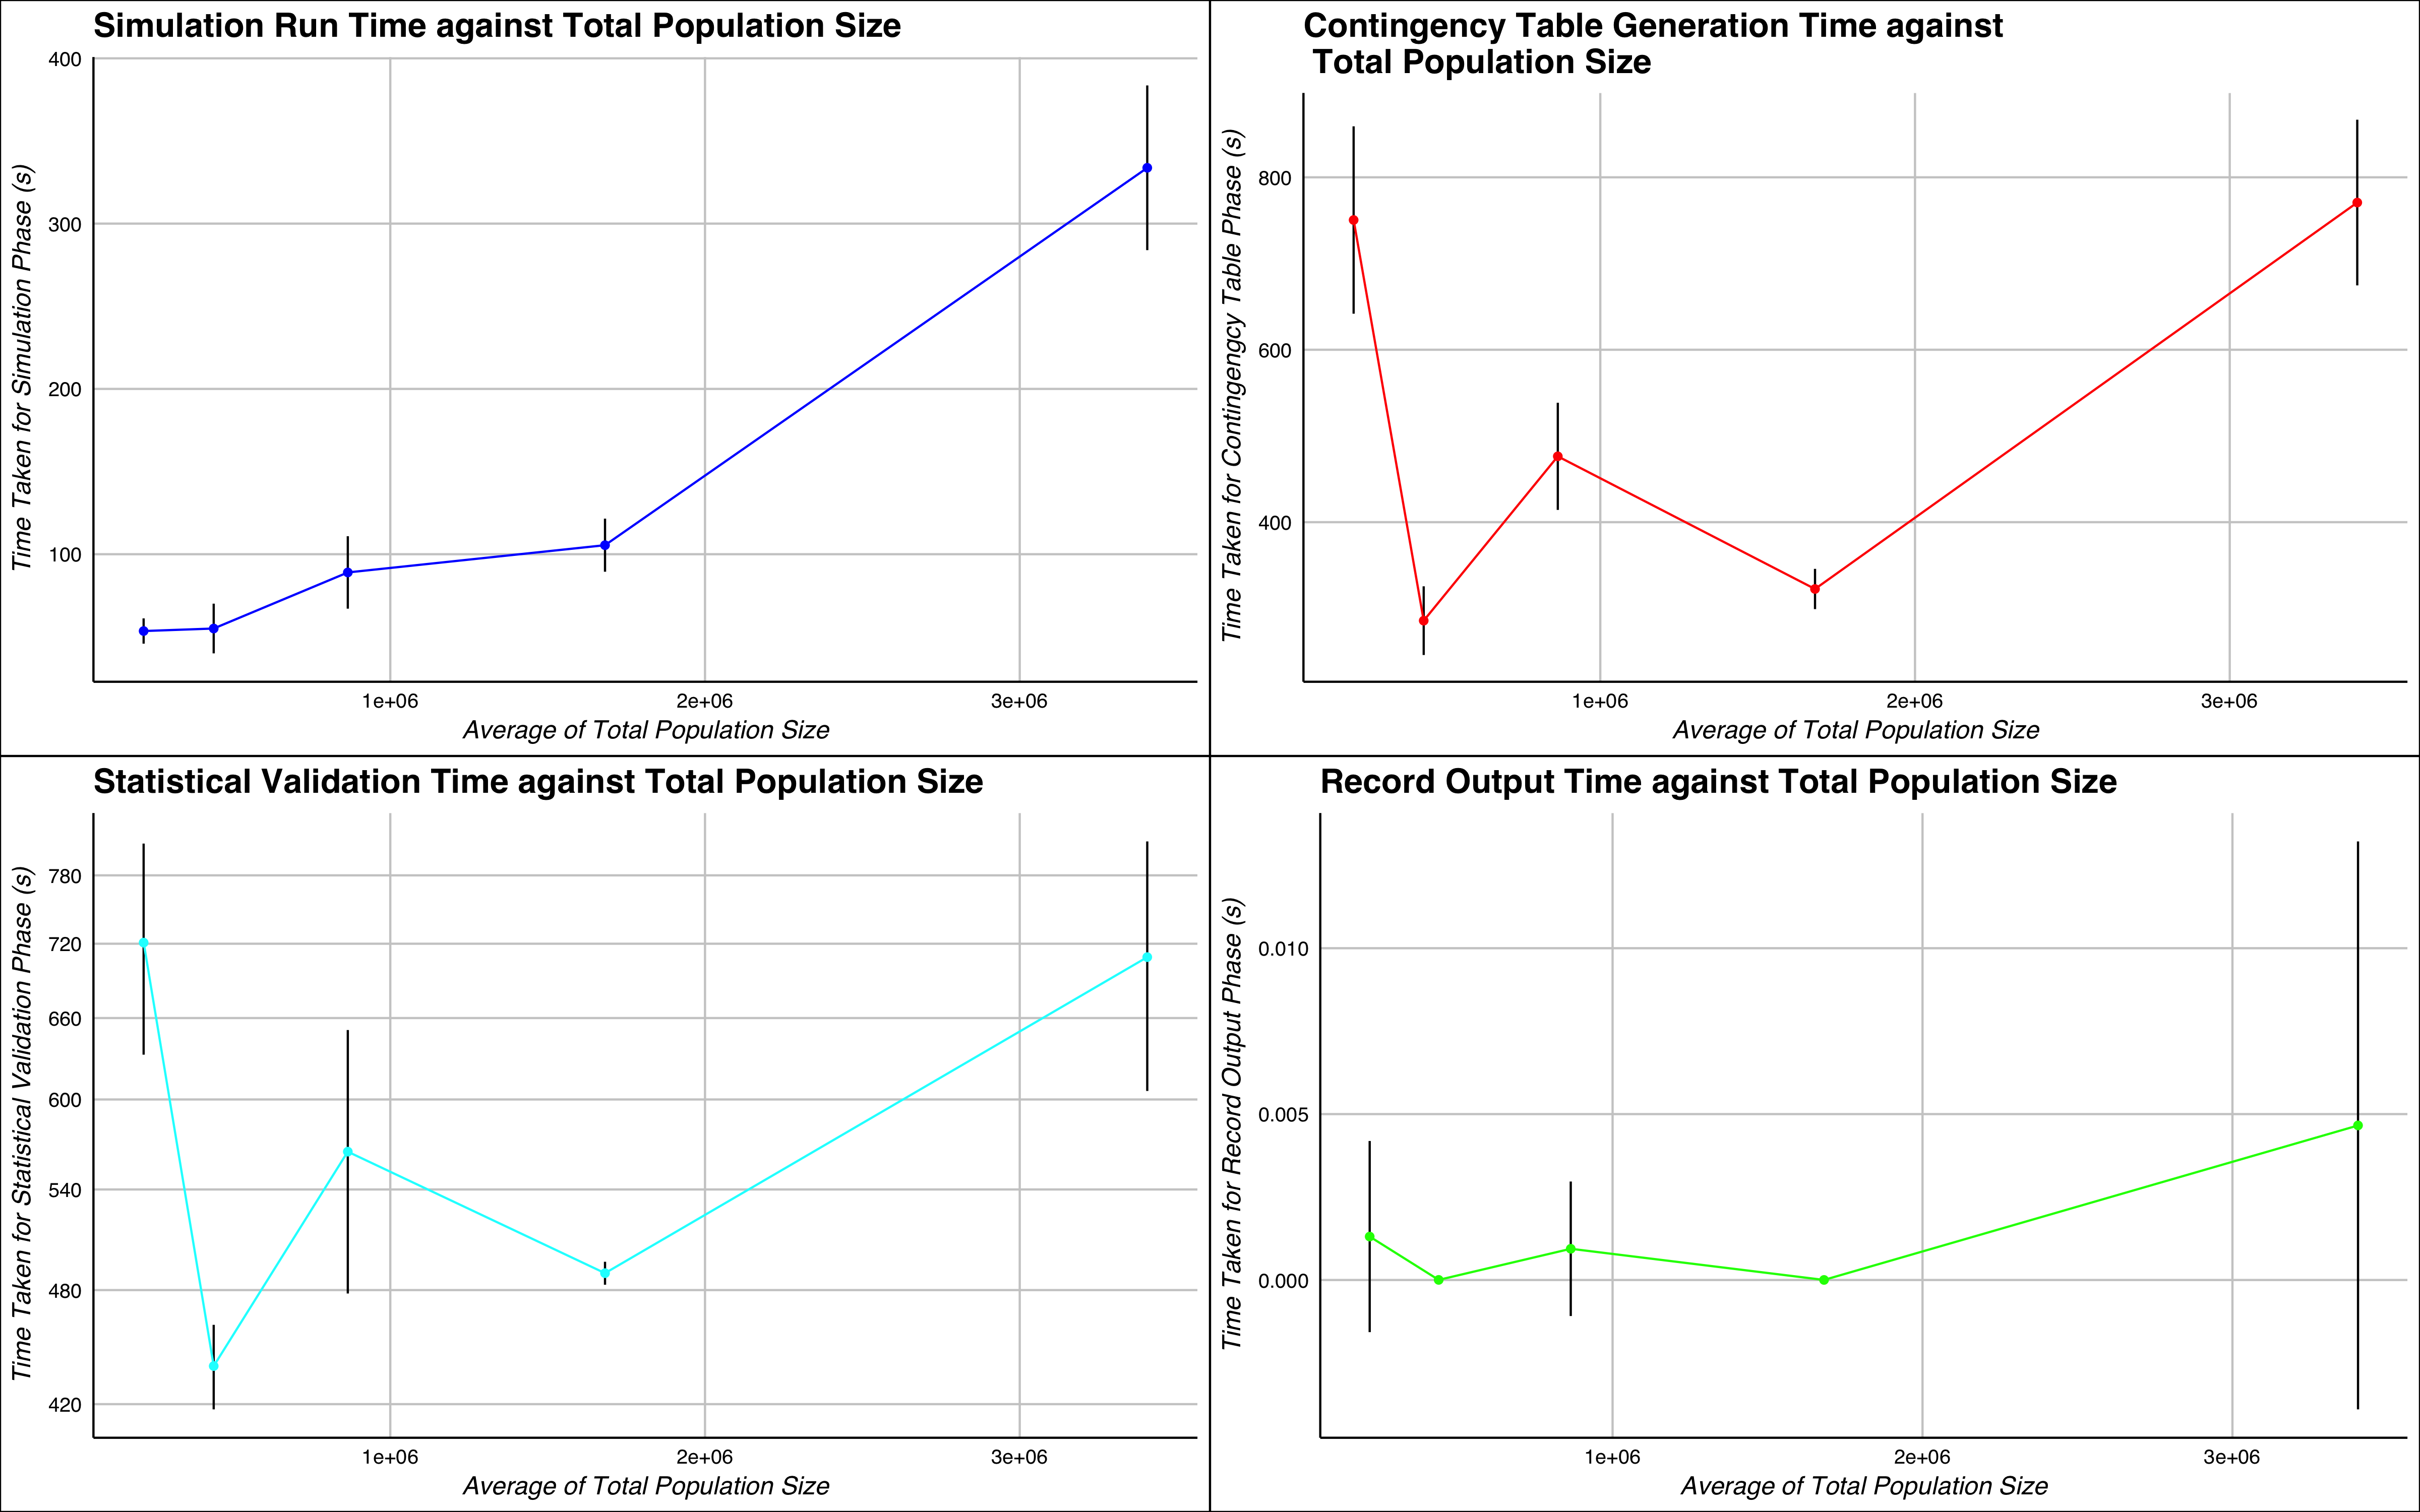 Simulation Run Time against Total Population Size
Time Taken for Simulation Phase (s)
400
300
200
100
1e+06 2e+06 3e+06
Average of Total Population Size
Contingency Table Generation Time against
Total Population Size
Time Taken for Contingengcy Table Phase (s)
800
600
400
1e+06 2e+06 3e+06
Average of Total Population Size
Statistical Validation Time against Total Population Size
Time Taken for Statistical Validation Phase (s)
780
720
660
600
540
480
420
1e+06 2e+06 3e+06
Average of Total Population Size
Record Output Time against Total Population Size
Time Taken for Record Output Phase (s)
0.010
0.005
0.000
1e+06 2e+06 3e+06
Average of Total Population Size